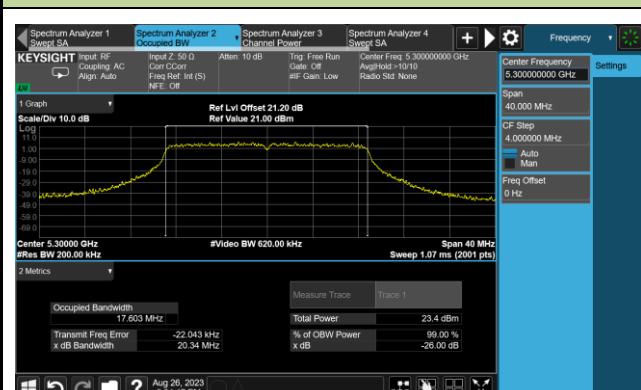 Spectrum Analyzer 1
Swept SA
Spectrum Analyzer 2
Occupied BW
Spectrum Analyzer 3
Channel Power
Spectrum Analyzer 4
Swept SA
Frequency
KEYSIGHT
Input: RF
Coupling: AC
Align: Auto
Input Z: 50 Ω
Corr CCorr
Freq Ref: Int (S)
NFE: Off
Atten: 10 dB
Trig: Free Run
Gate: Off
#IF Gain: Low
Center Freq: 5.300000000 GHz
Avg|Hold:>10/10
Radio Std: None
Center Frequency
5.300000000 GHz
Settings
Span
40.000 MHz
CF Step
4.000000 MHz
Auto
Man
Freq Offset
0 Hz
1 Graph
Scale/Div 10.0 dB
Ref Lvl Offset 21.20 dB
Ref Value 21.00 dBm
Log
11.0
1.00
-9.00
-19.0
-29.0
-39.0
-49.0
-59.0
-69.0
Center 5.30000 GHz
#Video BW 620.00 kHz
Span 40 MHz
#Res BW 200.00 kHz
Sweep 1.07 ms (2001 pts)
2 Metrics
Measure Trace
Trace 1
Occupied Bandwidth
17.603 MHz
Total Power
23.4 dBm
Transmit Freq Error
-22.043 kHz
% of OBW Power
99.00 %
x dB Bandwidth
20.34 MHz
x dB
-26.00 dB
Aug 26, 2023